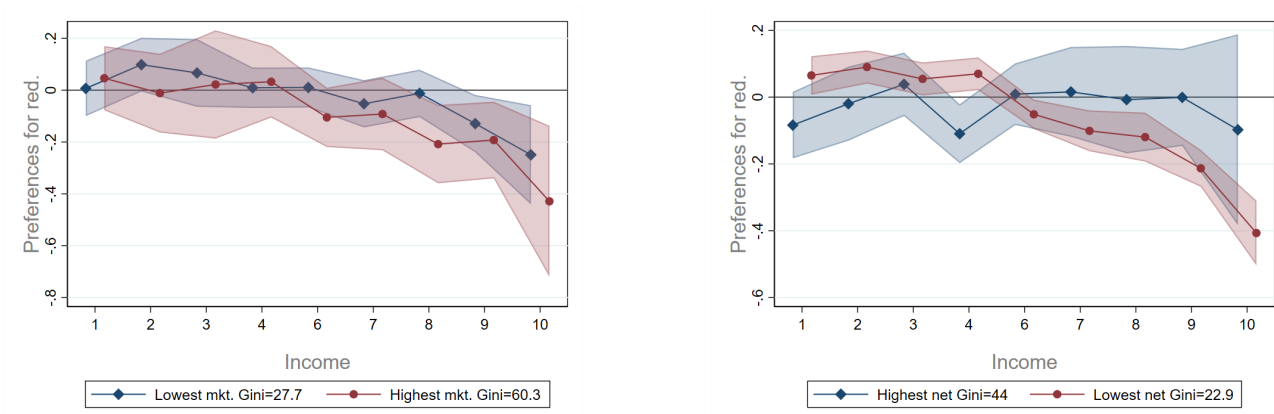 Preferences for red.
.2
0
-.2
-.4
-.6
-.8
1 2 3 4 6 7 8 9 10
Income
Lowest mkt. Gini=27.7 Highest mkt. Gini=60.3
Preferences for red.
.2
0
-.2
-.4
-.6
1 2 3 4 6 7 8 9 10
Income
Highest net Gini=44 Lowest net Gini=22.9